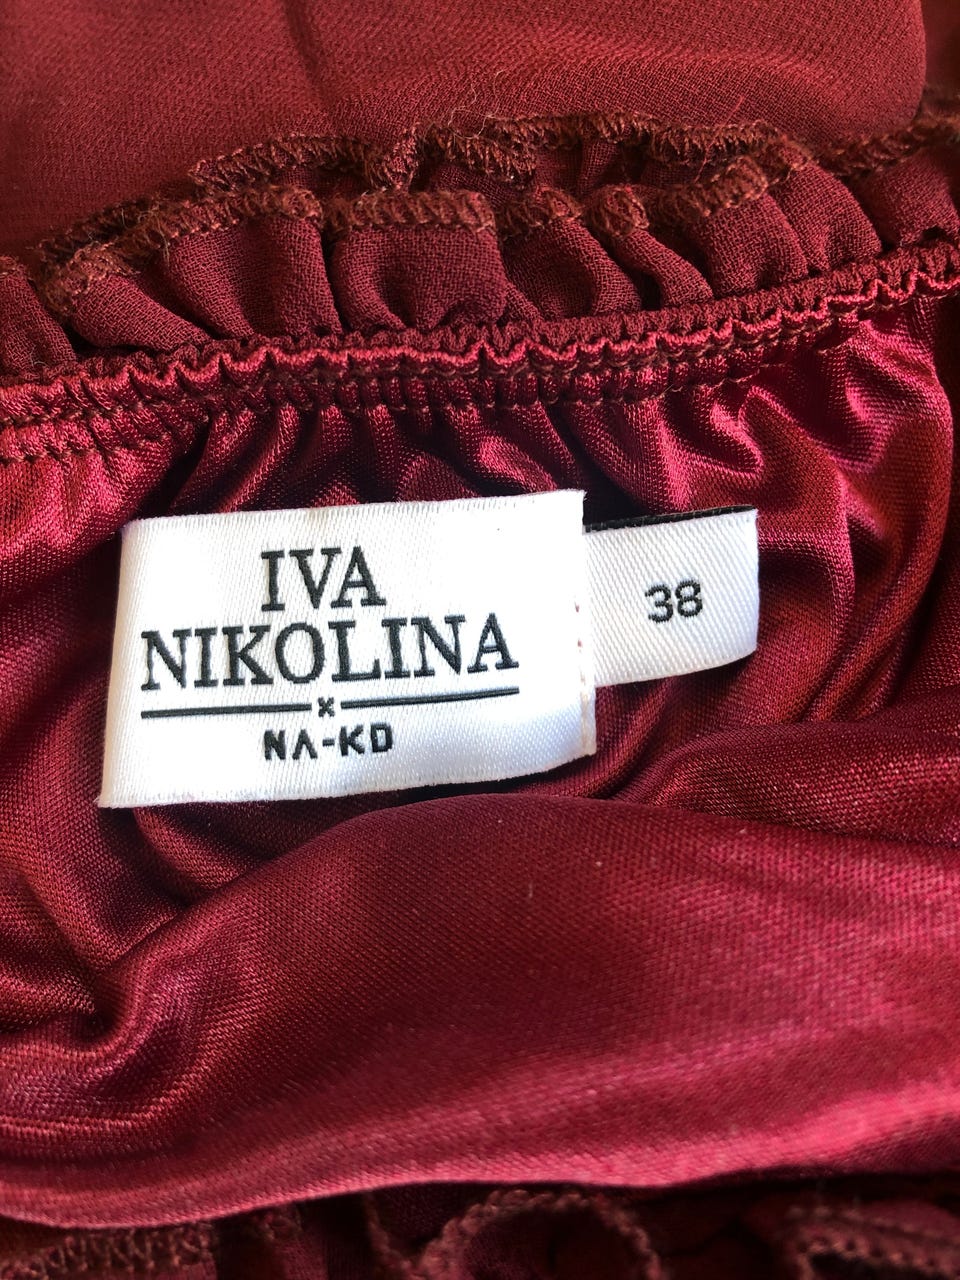 IVA
NIKOLINA
x
NA-KD
38